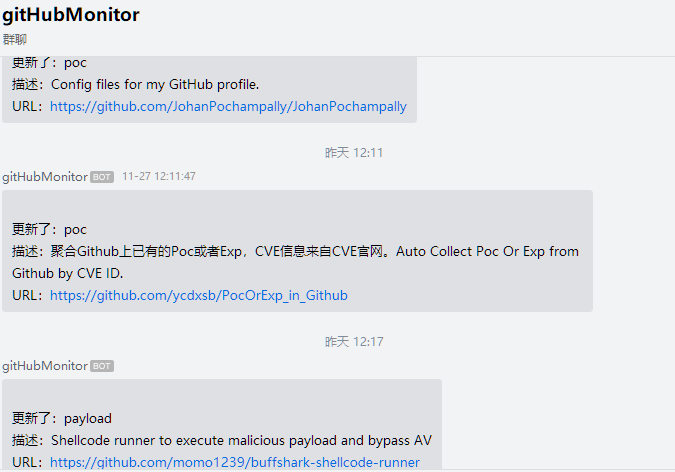 gitHubMonitor
群聊
更新了：poc
描述：Config files for my GitHub profile.
URL：https://github.com/JohanPochampally/JohanPochampally
昨天 12:11
gitHubMonitor BOT 11-27 12:11:47
更新了：poc
描述：聚合Github上已有的Poc或者Exp，CVE信息来自CVE官网。Auto Collect Poc Or Exp from
Github by CVE ID.
URL：https://github.com/ycdxsb/PocOrExp_in_Github
昨天 12:17
gitHubMonitor BOT
更新了：payload
描述：Shellcode runner to execute malicious payload and bypass AV
URL：https://github.com/momo1239/buffshark-shellcode-runner